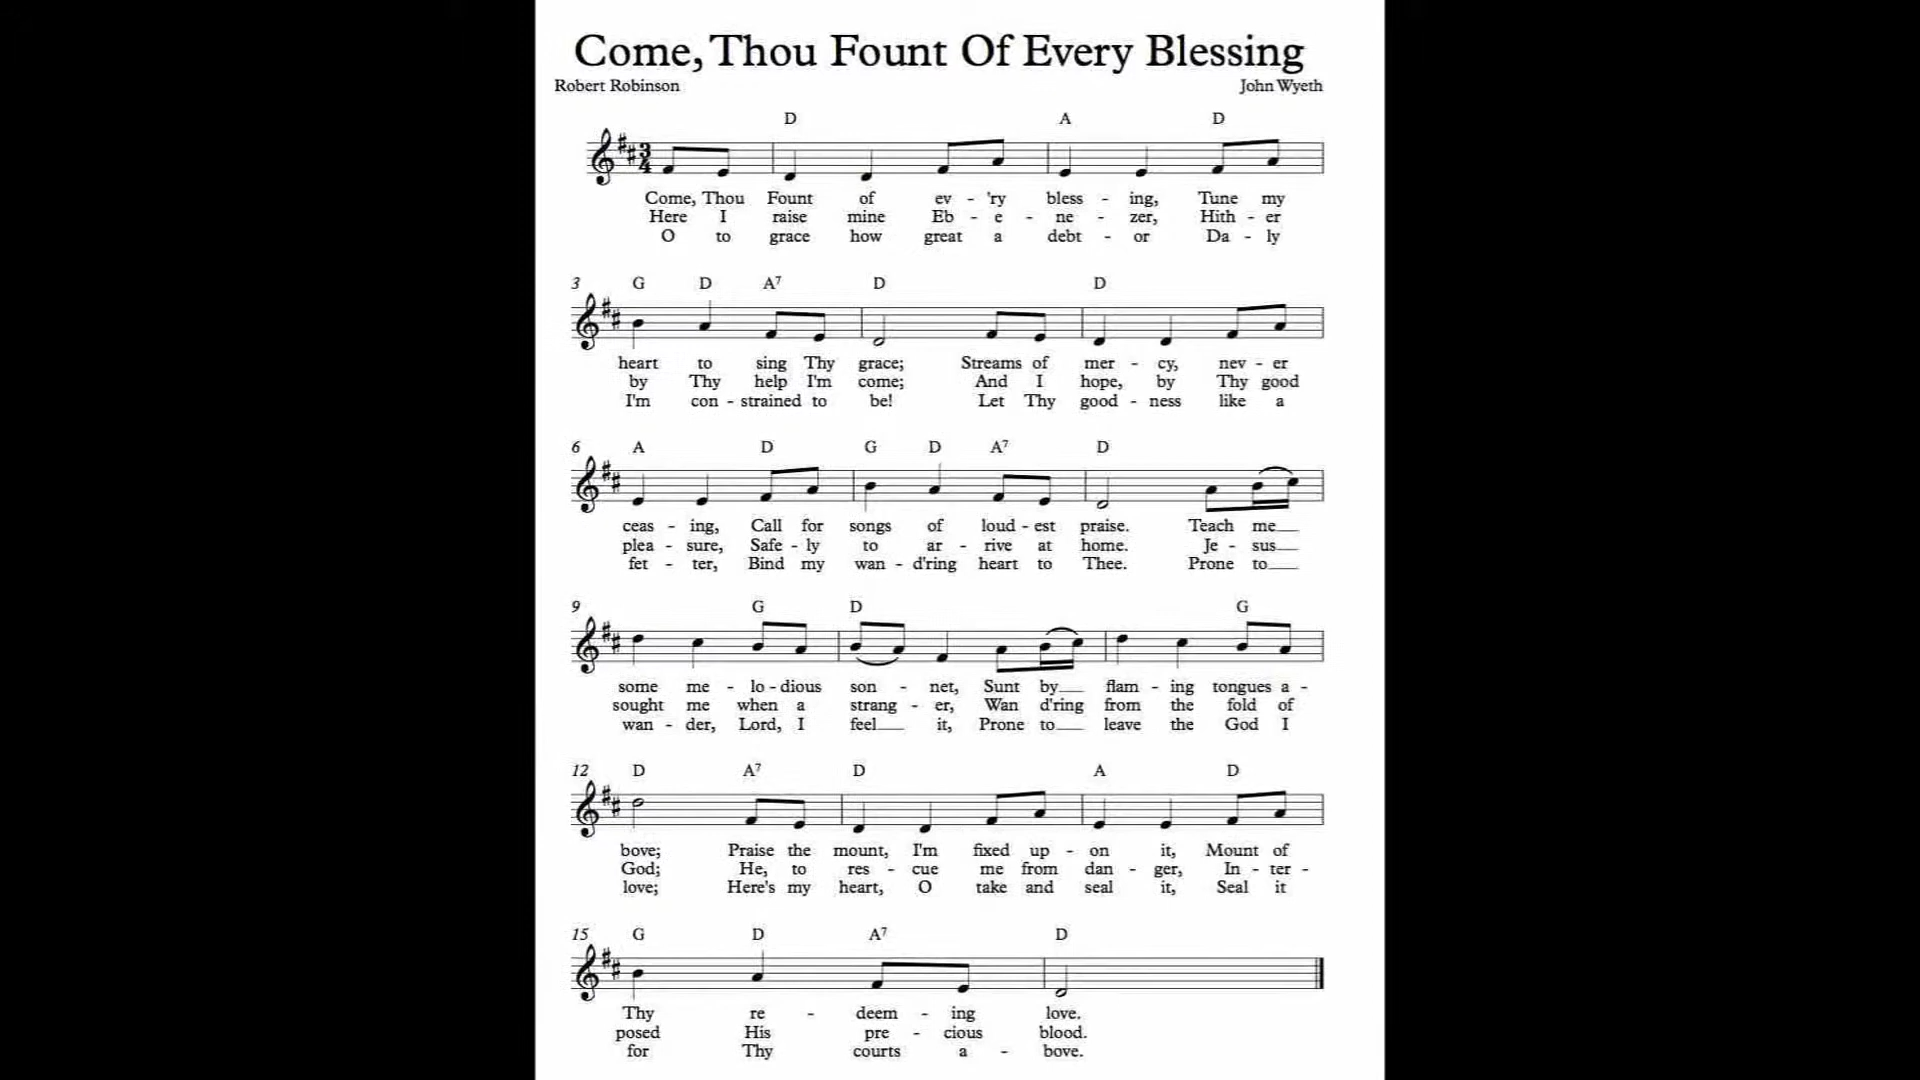 Come, Thou Fount Of Every Blessing
Robert Robinson John Wyeth
D A D
3 4
Come, Thou Fount of ev - 'ry bless - ing, Tune my
Here I raise mine Eb - e - ne - zer, Hith - er
O to grace how great a debt - or Da - ly
3 G D A7 D D
heart to sing Thy grace; Streams of mer - cy, nev - er
by Thy help I'm come; And I hope, by Thy good
I'm con - strained to be! Let Thy good - ness like a
6 A D G D A7 D
ceas - ing, Call for songs of loud - est praise. Teach me
plea - sure, Safe - ly to ar - rive at home. Je - sus
fet - ter, Bind my wan - d'ring heart to Thee. Prone to
9 G D G
some me - lo - dious son - net, Sunt by flam - ing tongues a -
sought me when a strang - er, Wan d'ring from the fold of
wan - der, Lord, I feel it, Prone to leave the God I
12 D A7 D A D
bove; Praise the mount, I'm fixed up - on it, Mount of
God; He, to res - cue me from dan - ger, In - ter -
love; Here's my heart, O take and seal it, Seal it
15 G D A7 D
Thy re - deem - ing love.
posed His pre - cious blood.
for Thy courts a - bove.